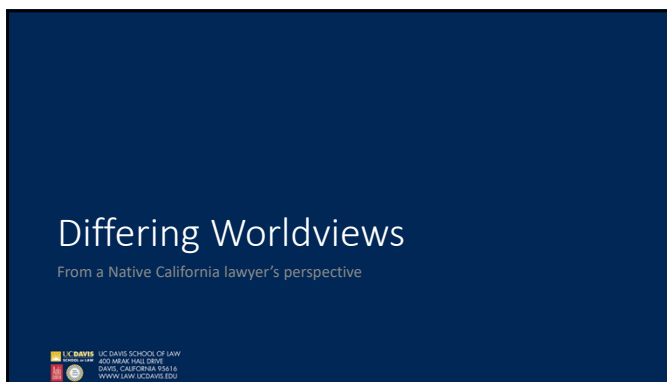 Differing Worldviews
From a Native California lawyer's perspective
UCDAVIS
SCHOOL OF LAW
UC DAVIS SCHOOL OF LAW
400 MRAK HALL DRIVE
DAVIS, CALIFORNIA 95616
WWW.LAW.UCDAVIS.EDU